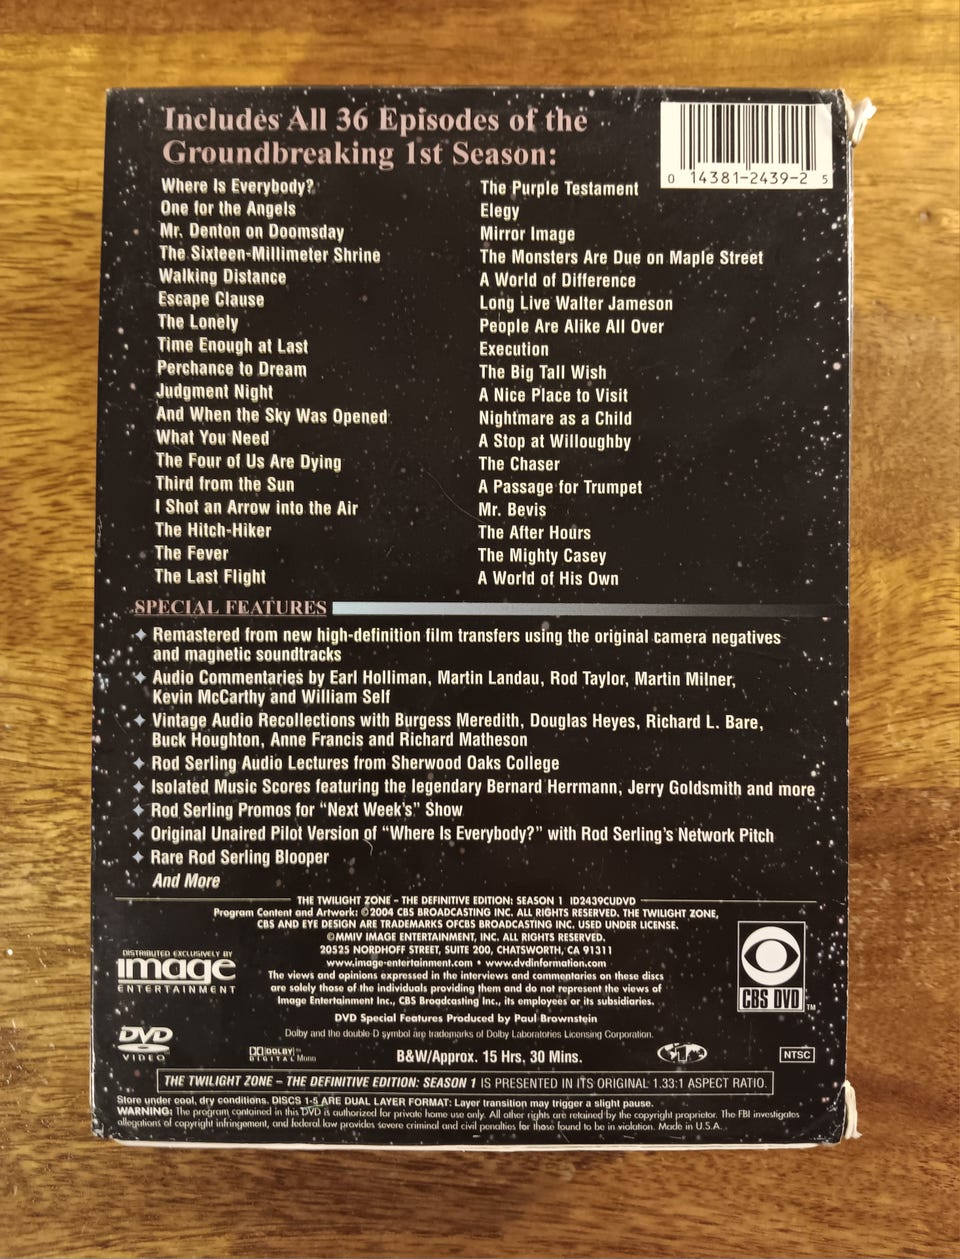 Includes All 36 Episodes of the
Groundbreaking 1st Season:
0 14381-2439-2 5
Where Is Everybody?
One for the Angels
Mr. Denton on Doomsday
The Sixteen-Millimeter Shrine
Walking Distance
Escape Clause
The Lonely
Time Enough at Last
Perchance to Dream
Judgment Night
And When the Sky Was Opened
What You Need
The Four of Us Are Dying
Third from the Sun
I Shot an Arrow into the Air
The Hitch-Hiker
The Fever
The Last Flight
The Purple Testament
Elegy
Mirror Image
The Monsters Are Due on Maple Street
A World of Difference
Long Live Walter Jameson
People Are Alike All Over
Execution
The Big Tall Wish
A Nice Place to Visit
Nightmare as a Child
A Stop at Willoughby
The Chaser
A Passage for Trumpet
Mr. Bevis
The After Hours
The Mighty Casey
A World of His Own
SPECIAL FEATURES
Remastered from new high-definition film transfers using the original camera negatives
and magnetic soundtracks
Audio Commentaries by Earl Holliman, Martin Landau, Rod Taylor, Martin Milner,
Kevin McCarthy and William Self
Vintage Audio Recollections with Burgess Meredith, Douglas Heyes, Richard L. Bare,
Buck Houghton, Anne Francis and Richard Matheson
Rod Serling Audio Lectures from Sherwood Oaks College
Isolated Music Scores featuring the legendary Bernard Herrmann, Jerry Goldsmith and more
Rod Serling Promos for “Next Week’s” Show
Original Unaired Pilot Version of “Where Is Everybody?” with Rod Serling’s Network Pitch
Rare Rod Serling Blooper
And More
THE TWILIGHT ZONE – THE DEFINITIVE EDITION: SEASON 1 ID2439CUDVD
Program Content and Artwork: ©2004 CBS BROADCASTING INC. ALL RIGHTS RESERVED. THE TWILIGHT ZONE,
CBS AND EYE DESIGN ARE TRADEMARKS OFCBS BROADCASTING INC. USED UNDER LICENSE.
©MMIV IMAGE ENTERTAINMENT, INC. ALL RIGHTS RESERVED.
20525 NORDHOFF STREET, SUITE 200, CHATSWORTH, CA 91311
www.image-entertainment.com • www.dvdinformation.com
The views and opinions expressed in the interviews and commentaries on these discs
are solely those of the individuals providing them and do not represent the views of
Image Entertainment Inc., CBS Broadcasting Inc., its employees or its subsidiaries.
DVD Special Features Produced by Paul Brownstein
Dolby and the double-D symbol are trademarks of Dolby Laboratories Licensing Corporation.
DISTRIBUTED EXCLUSIVELY BY
image
ENTERTAINMENT
CBS DVD TM
DVD
VIDEO
DOLBY
DIGITAL Mono
B&W/Approx. 15 Hrs. 30 Mins.
NTSC
THE TWILIGHT ZONE – THE DEFINITIVE EDITION: SEASON 1 IS PRESENTED IN ITS ORIGINAL 1.33:1 ASPECT RATIO.
Store under cool, dry conditions. DISCS 1-5 ARE DUAL LAYER FORMAT: Layer transition may trigger a slight pause.
WARNING: The program contained in this DVD is authorized for private home use only. All other rights are retained by the copyright proprietor. The FBI investigates
allegations of copyright infringement, and federal law provides severe criminal and civil penalties for those found to be in violation. Made in U.S.A.